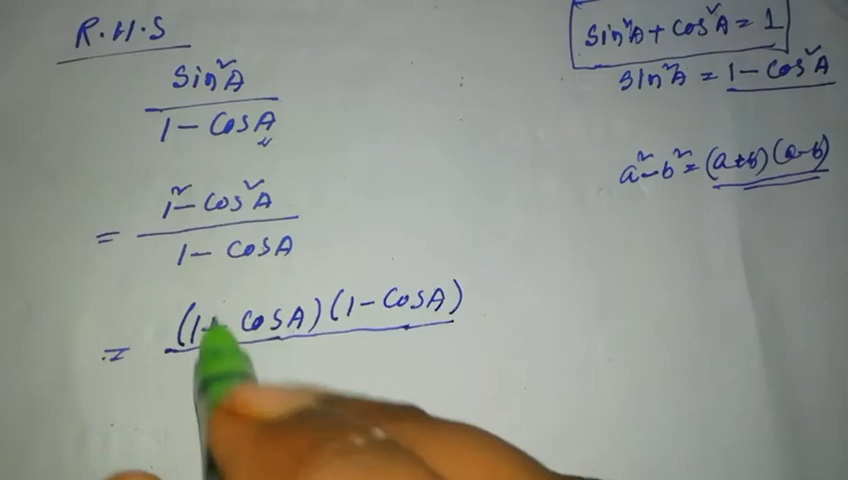 R.H.S
sin²A
1 - cosA
= 1² - cos²A
1 - cosA
= (1+ cosA)(1 - cosA)
sin²A + cos²A = 1
sin²A = 1 - cos²A
a² - b² = (a+b)(a-b)